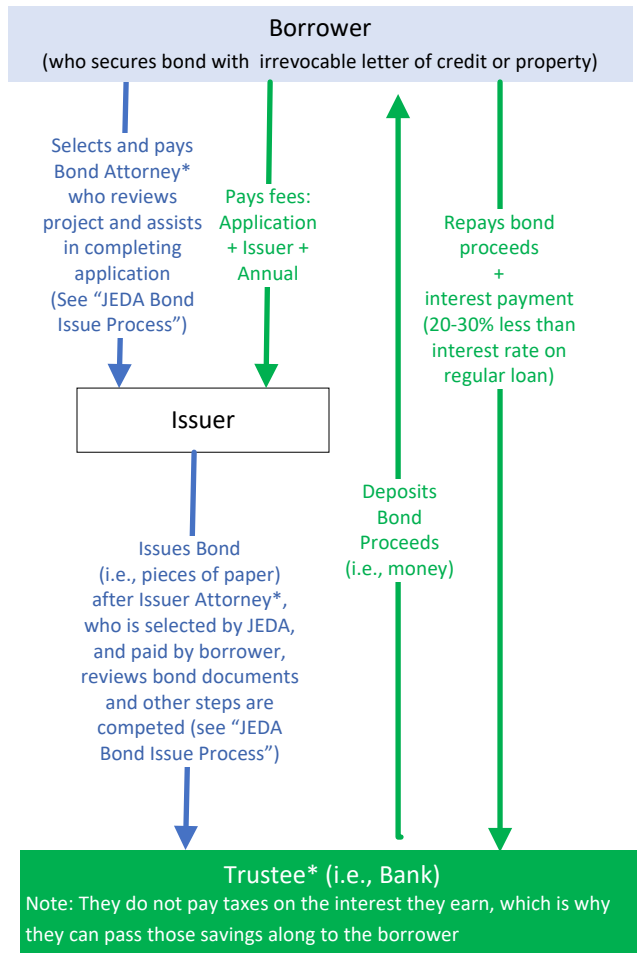 Borrower
(who secures bond with irrevocable letter of credit or property)
Selects and pays
Bond Attorney*
who reviews
project and assists
in completing
application
(See “JEDA Bond
Issue Process”)
Pays fees:
Application
+ Issuer +
Annual
Repays bond
proceeds
+
interest payment
(20-30% less than
interest rate on
regular loan)
Issuer
Deposits
Bond
Proceeds
(i.e., money)
Issues Bond
(i.e., pieces of paper)
after Issuer Attorney*,
who is selected by JEDA,
and paid by borrower,
reviews bond documents
and other steps are
competed (see “JEDA
Bond Issue Process”)
Trustee* (i.e., Bank)
Note: They do not pay taxes on the interest they earn, which is why
they can pass those savings along to the borrower